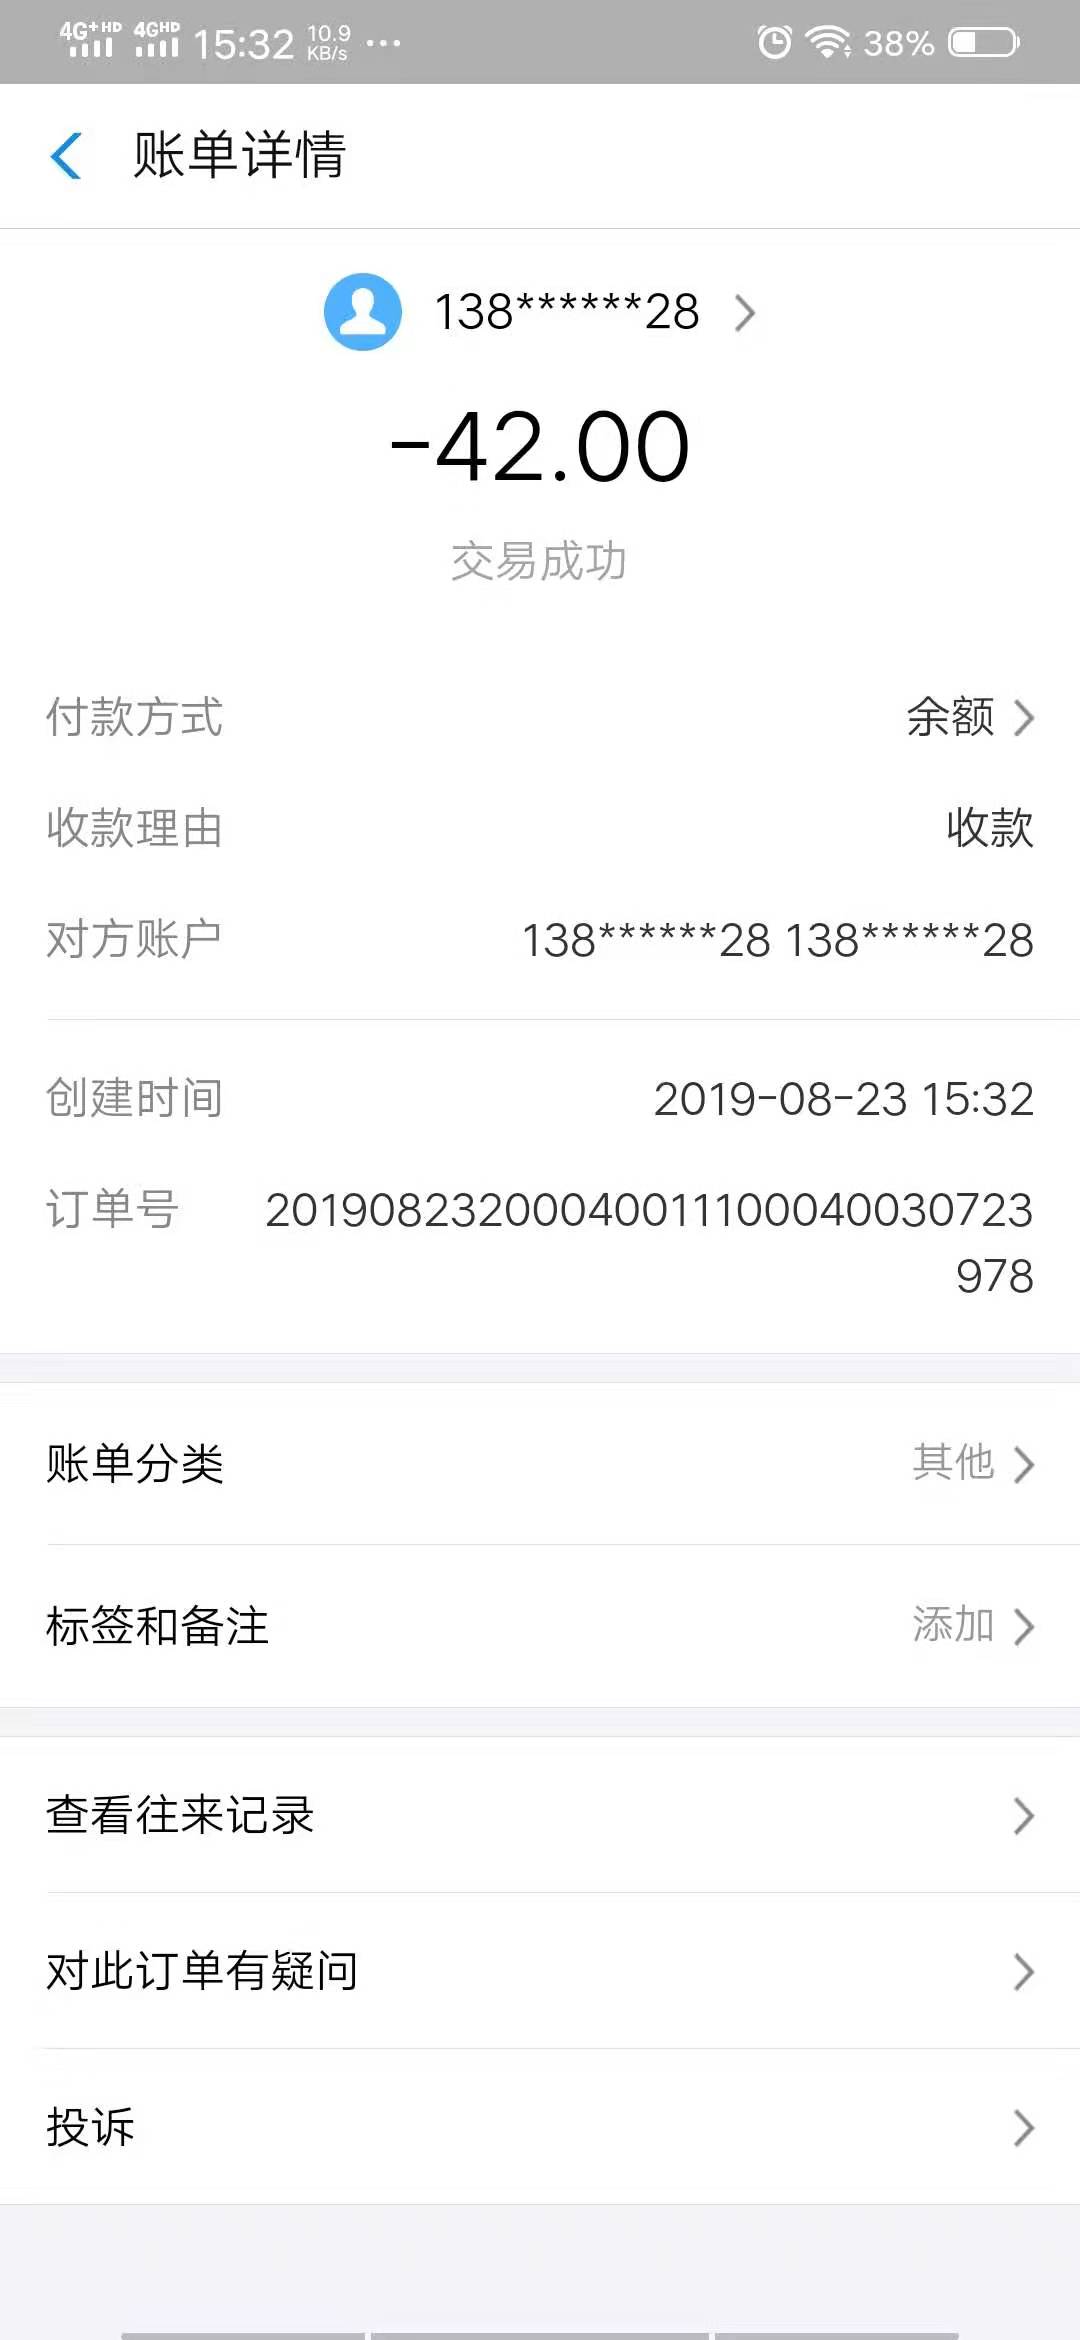 4G+HD 4GHD 15:32 10.9 KB/s ··· 38%
账单详情
138******28
-42.00
交易成功
付款方式 余额
收款理由 收款
对方账户 138******28 138******28
创建时间 2019-08-23 15:32
订单号 20190823200040011100040030723
978
账单分类 其他
标签和备注 添加
查看往来记录
对此订单有疑问
投诉